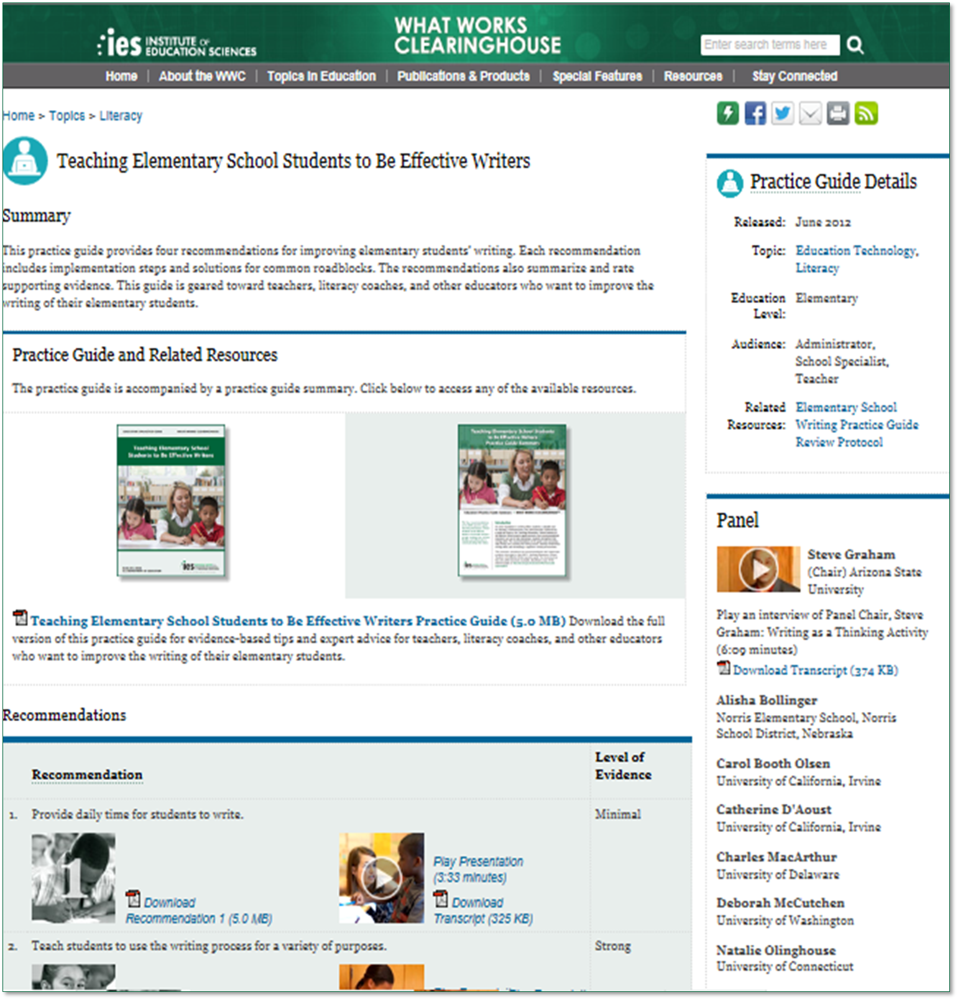 ies INSTITUTE OF
EDUCATION SCIENCES
WHAT WORKS
CLEARINGHOUSE
Enter search terms here
Home | About the WWC | Topics in Education | Publications & Products | Special Features | Resources | Stay Connected
Home > Topics > Literacy
Teaching Elementary School Students to Be Effective Writers
Summary
This practice guide provides four recommendations for improving elementary students' writing. Each recommendation
includes implementation steps and solutions for common roadblocks. The recommendations also summarize and rate
supporting evidence. This guide is geared toward teachers, literacy coaches, and other educators who want to improve the
writing of their elementary students.
Practice Guide and Related Resources
The practice guide is accompanied by a practice guide summary. Click below to access any of the available resources.
Teaching Elementary School
Students to Be Effective Writers
ies
Teaching Elementary School Students
to Be Effective Writers
Practice Guide Summary
ies
Teaching Elementary School Students to Be Effective Writers Practice Guide (5.0 MB) Download the full
version of this practice guide for evidence-based tips and expert advice for teachers, literacy coaches, and other educators
who want to improve the writing of their elementary students.
Recommendations
Recommendation
Level of
Evidence
1. Provide daily time for students to write.
Minimal
1
Download
Recommendation 1 (5.0 MB)
Play Presentation
(3:33 minutes)
Download
Transcript (325 KB)
2. Teach students to use the writing process for a variety of purposes.
Strong
Practice Guide Details
Released: June 2012
Topic: Education Technology,
Literacy
Education Elementary
Level:
Audience: Administrator,
School Specialist,
Teacher
Related Elementary School
Resources: Writing Practice Guide
Review Protocol
Panel
Steve Graham
(Chair) Arizona State
University
Play an interview of Panel Chair, Steve
Graham: Writing as a Thinking Activity
(6:09 minutes)
Download Transcript (374 KB)
Alisha Bollinger
Norris Elementary School, Norris
School District, Nebraska
Carol Booth Olsen
University of California, Irvine
Catherine D'Aoust
University of California, Irvine
Charles MacArthur
University of Delaware
Deborah McCutchen
University of Washington
Natalie Olinghouse
University of Connecticut